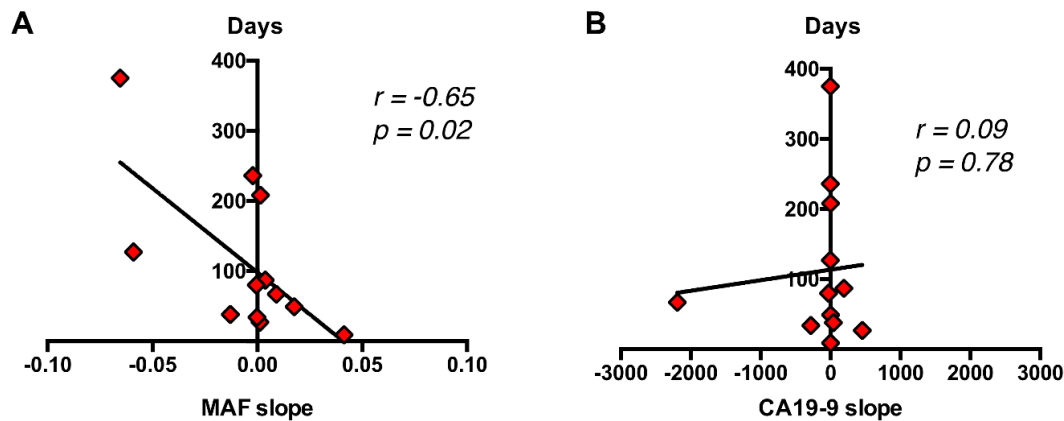 A
Days
400
300
200
100
r = -0.65
p = 0.02
-0.10
-0.05
0.00
0.05
0.10
MAF slope
B
Days
400
300
200
100
r = 0.09
p = 0.78
-3000
-2000
-1000
0
1000
2000
3000
CA19-9 slope